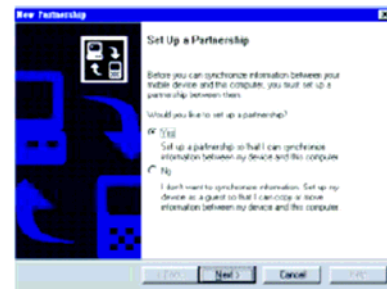 New Partnership
Set Up a Partnership
Before you can synchronize information between your
mobile device and this computer, you must set up a
partnership between them.
Would you like to set up a partnership?
Yes
Set up a partnership so that I can synchronize
information between my device and this computer
No
I don't want to synchronize information. Set up my
device as a guest so that I can copy or move
information between my device and this computer
Next >
Cancel